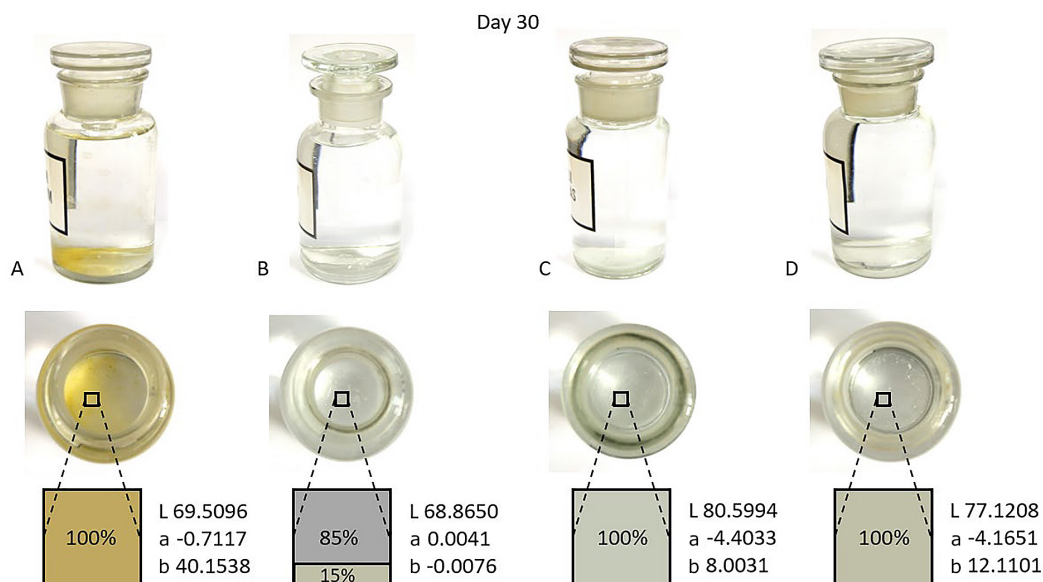 Day 30
A
B
C
D
100%
L 69.5096
a -0.7117
b 40.1538
85%
15%
L 68.8650
a 0.0041
b -0.0076
100%
L 80.5994
a -4.4033
b 8.0031
100%
L 77.1208
a -4.1651
b 12.1101